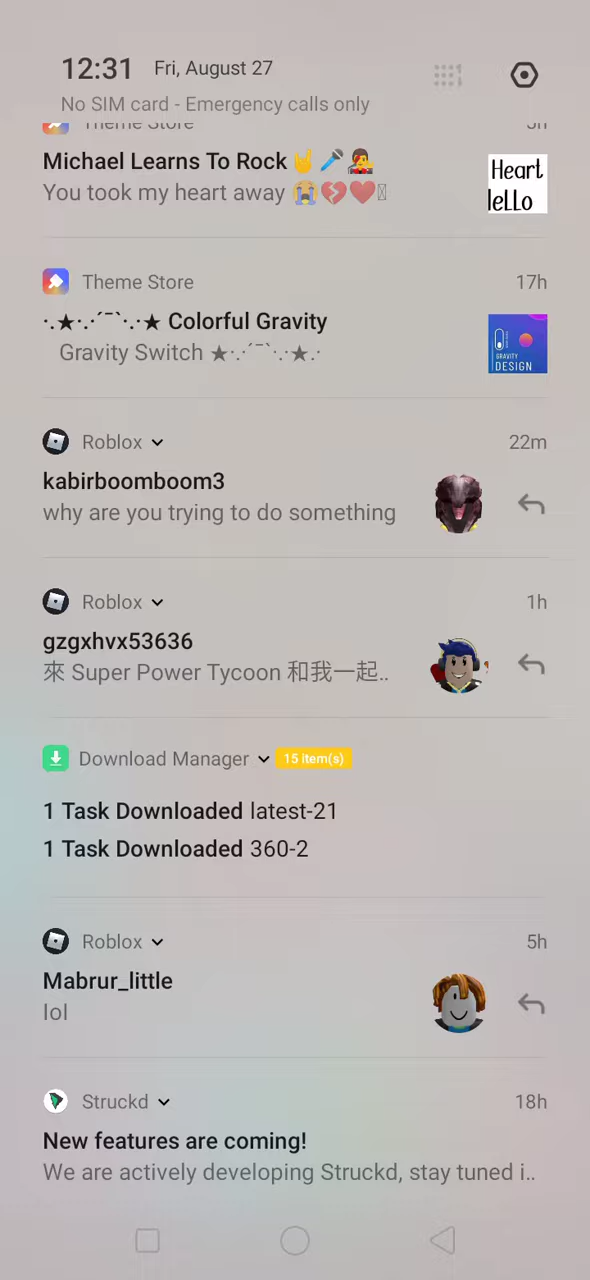 12:31 Fri, August 27
No SIM card - Emergency calls only
Theme Store 5h
Michael Learns To Rock 🤘🎤👩‍🎤
You took my heart away 😭💔❤️
Heart
lello
Theme Store 17h
·.★·.·´¯`·.·★ Colorful Gravity
Gravity Switch ★·.·´¯`·.·★.·
GRAVITY
DESIGN
Roblox 22m
kabirboomboom3
why are you trying to do something
Roblox 1h
gzgxhvx53636
來 Super Power Tycoon 和我一起..
Download Manager 15 item(s)
1 Task Downloaded latest-21
1 Task Downloaded 360-2
Roblox 5h
Mabrur_little
lol
Struckd 18h
New features are coming!
We are actively developing Struckd, stay tuned i..